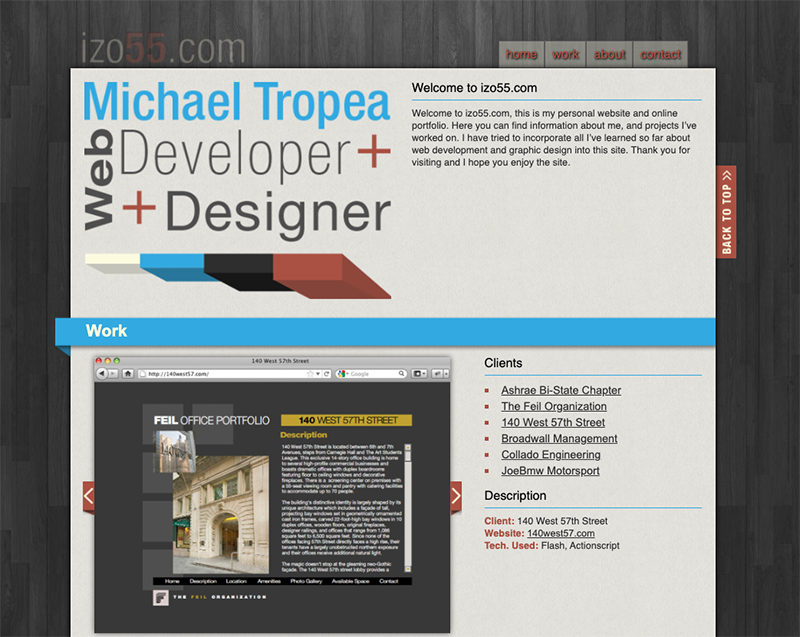 izo55.com
home work about contact
Michael Tropea
Web Developer +
+ Designer
Welcome to izo55.com
Welcome to izo55.com, this is my personal website and online
portfolio. Here you can find information about me, and projects I've
worked on. I have tried to incorporate all I've learned so far about
web development and graphic design into this site. Thank you for
visiting and I hope you enjoy the site.
BACK TO TOP >>
Work
140 West 57th Street
http://140west57.com/
Google
FEIL OFFICE PORTFOLIO
140 WEST 57TH STREET
Description
140 West 57th Street is located between 6th and 7th
Avenues, steps from Carnegie Hall and The Art Students
League. This exclusive 14-story office building is home
to several high-profile commercial businesses and
boasts dramatic offices with duplex boardrooms
featuring floor to ceiling windows and decorative
fireplaces. There is a screening center on premises with
a 55-seat viewing room and pantry with catering facilities
to accommodate up to 70 people.
The building's distinctive identity is largely shaped by its
unique architecture which includes a façade of tall,
projecting bay windows set in geometrically ornamented
cast iron frames, carved 22-foot high bay windows in 10
duplex offices, wooden floors, original fireplaces,
designer railings, and offices that range from 1,086
square feet to 6,500 square feet. Since none of the
offices facing 57th Street directly faces a high rise, their
tenants have a largely unobstructed northern exposure
and their offices receive additional natural light.
The magic doesn't stop at the gleaming neo-Gothic
façade. The 140 West 57th street lobby provides a
Home Description Location Amenities Photo Gallery Available Space Contact
F THE FEIL ORGANIZATION
Clients
Ashrae Bi-State Chapter
The Feil Organization
140 West 57th Street
Broadwall Management
Collado Engineering
JoeBmw Motorsport
Description
Client: 140 West 57th Street
Website: 140west57.com
Tech. Used: Flash, Actionscript